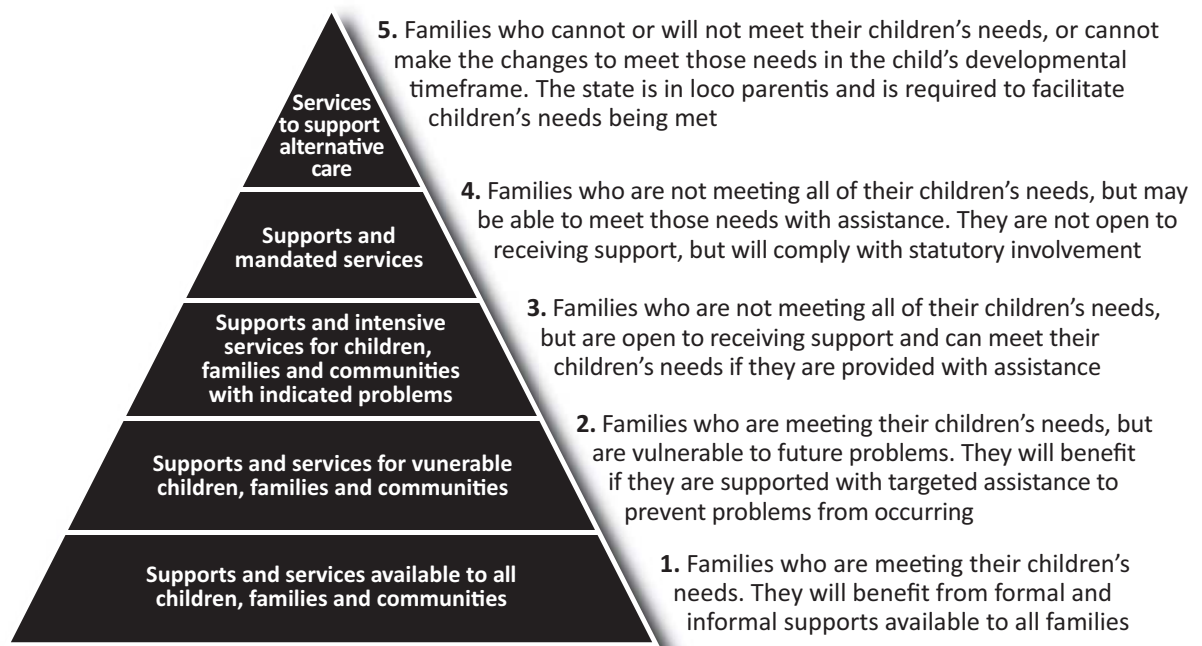 Services
to support
alternative
care
5. Families who cannot or will not meet their children's needs, or cannot
make the changes to meet those needs in the child's developmental
timeframe. The state is in loco parentis and is required to facilitate
children's needs being met
Supports and
mandated services
4. Families who are not meeting all of their children's needs, but may
be able to meet those needs with assistance. They are not open to
receiving support, but will comply with statutory involvement
Supports and intensive
services for children,
families and communities
with indicated problems
3. Families who are not meeting all of their children's needs,
but are open to receiving support and can meet their
children's needs if they are provided with assistance
Supports and services for vunerable
children, families and communities
2. Families who are meeting their children's needs, but
are vulnerable to future problems. They will benefit
if they are supported with targeted assistance to
prevent problems from occurring
Supports and services available to all
children, families and communities
1. Families who are meeting their children's
needs. They will benefit from formal and
informal supports available to all families